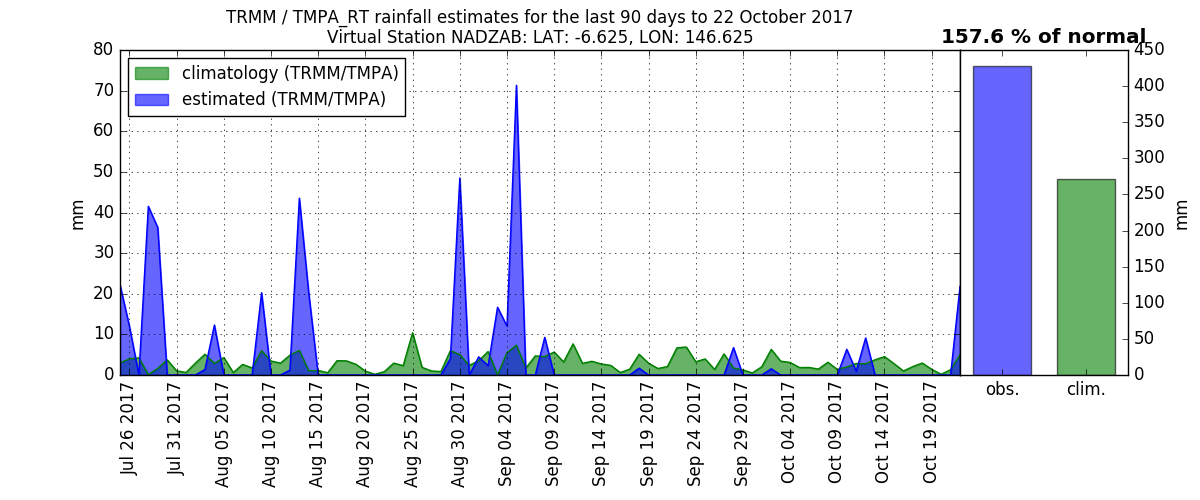 TRMM / TMPA_RT rainfall estimates for the last 90 days to 22 October 2017
Virtual Station NADZAB: LAT: -6.625, LON: 146.625
157.6 % of normal
climatology (TRMM/TMPA)
estimated (TRMM/TMPA)
mm
80
70
60
50
40
30
20
10
0
Jul 26 2017
Jul 31 2017
Aug 05 2017
Aug 10 2017
Aug 15 2017
Aug 20 2017
Aug 25 2017
Aug 30 2017
Sep 04 2017
Sep 09 2017
Sep 14 2017
Sep 19 2017
Sep 24 2017
Sep 29 2017
Oct 04 2017
Oct 09 2017
Oct 14 2017
Oct 19 2017
450
400
350
300
250
200
150
100
50
0
mm
obs.
clim.